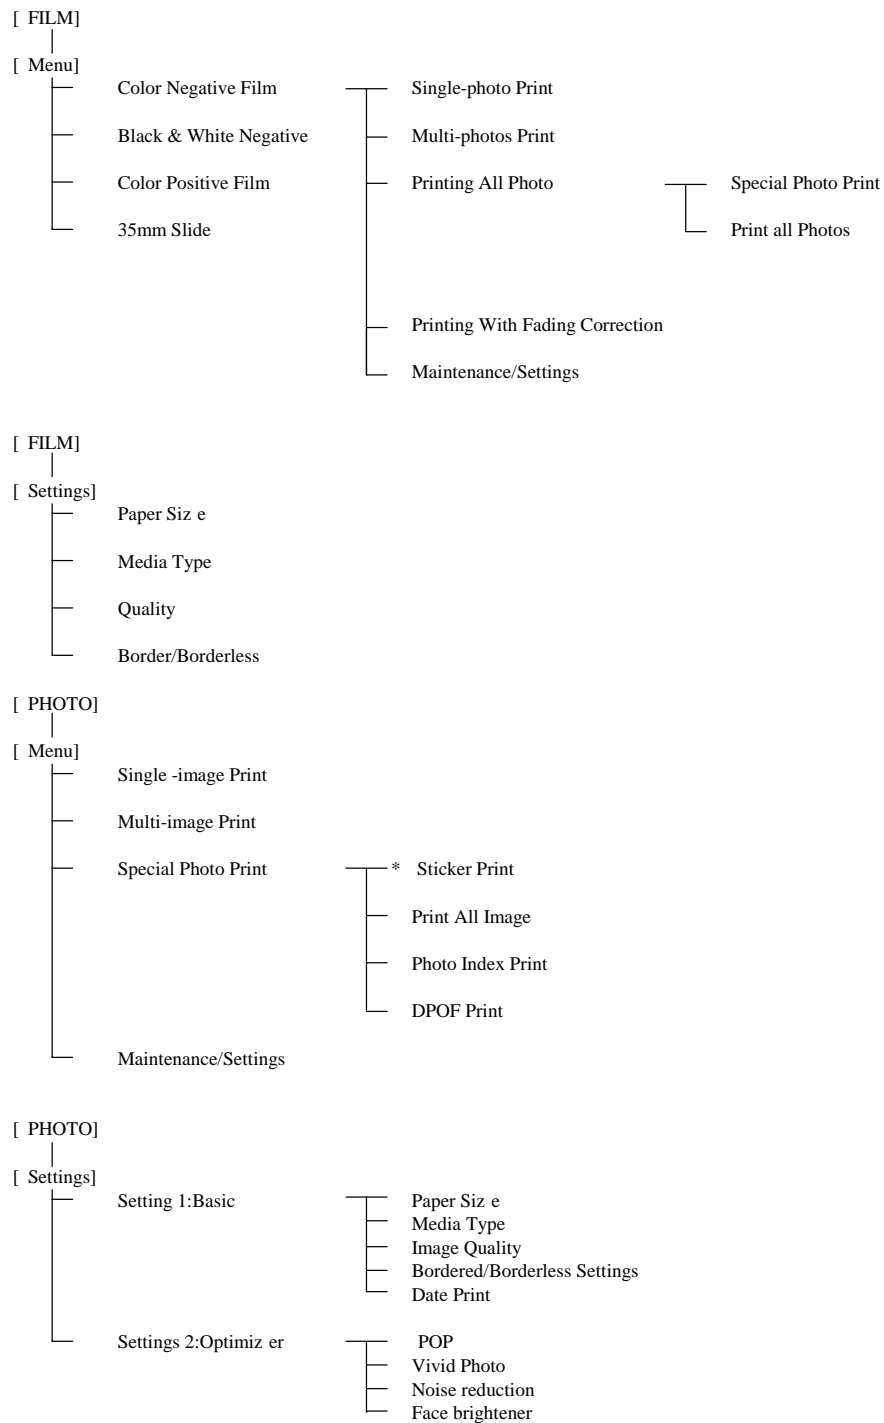 [ FILM]
[ Menu]
Color Negative Film Single-photo Print
Black & White Negative Multi-photos Print
Color Positive Film Printing All Photo Special Photo Print
35mm Slide Print all Photos
Printing With Fading Correction
Maintenance/Settings
[ FILM]
[ Settings]
Paper Siz e
Media Type
Quality
Border/Borderless
[ PHOTO]
[ Menu]
Single -image Print
Multi-image Print
Special Photo Print * Sticker Print
Print All Image
Photo Index Print
DPOF Print
Maintenance/Settings
[ PHOTO]
[ Settings]
Setting 1:Basic Paper Siz e
Media Type
Image Quality
Bordered/Borderless Settings
Date Print
Settings 2:Optimiz er POP
Vivid Photo
Noise reduction
Face brightener